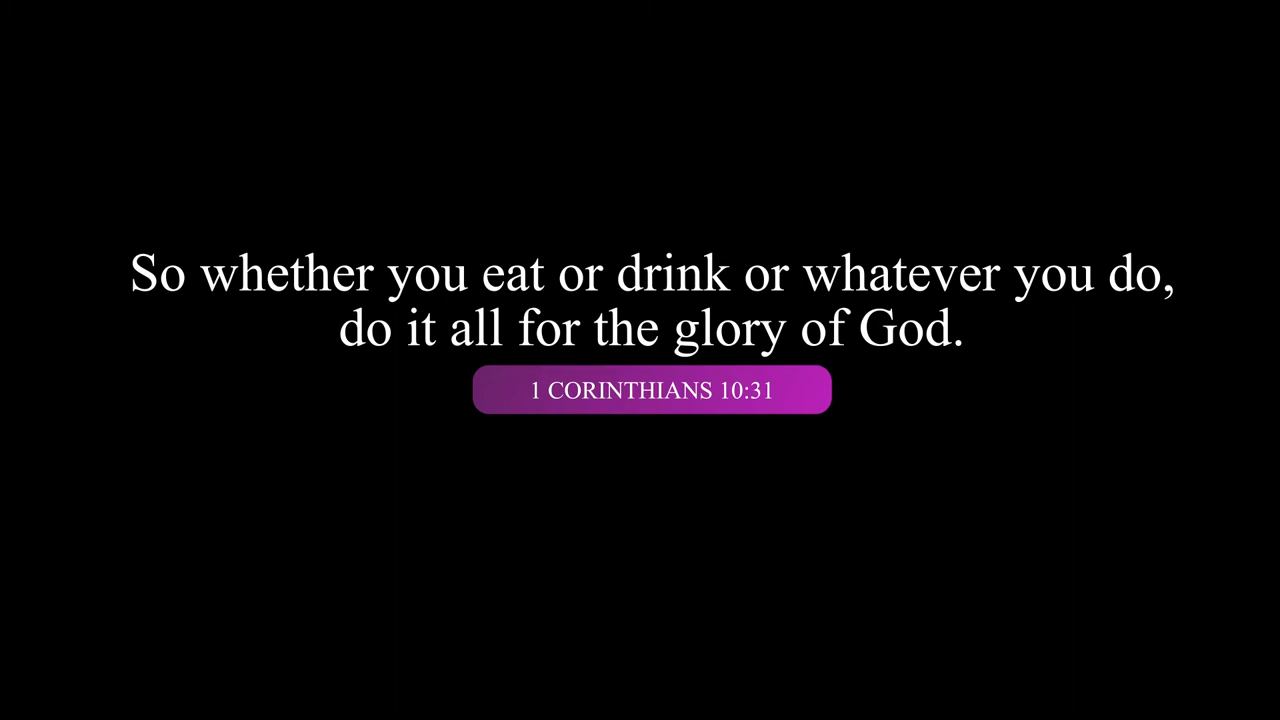 So whether you eat or drink or whatever you do,
do it all for the glory of God.
1 CORINTHIANS 10:31